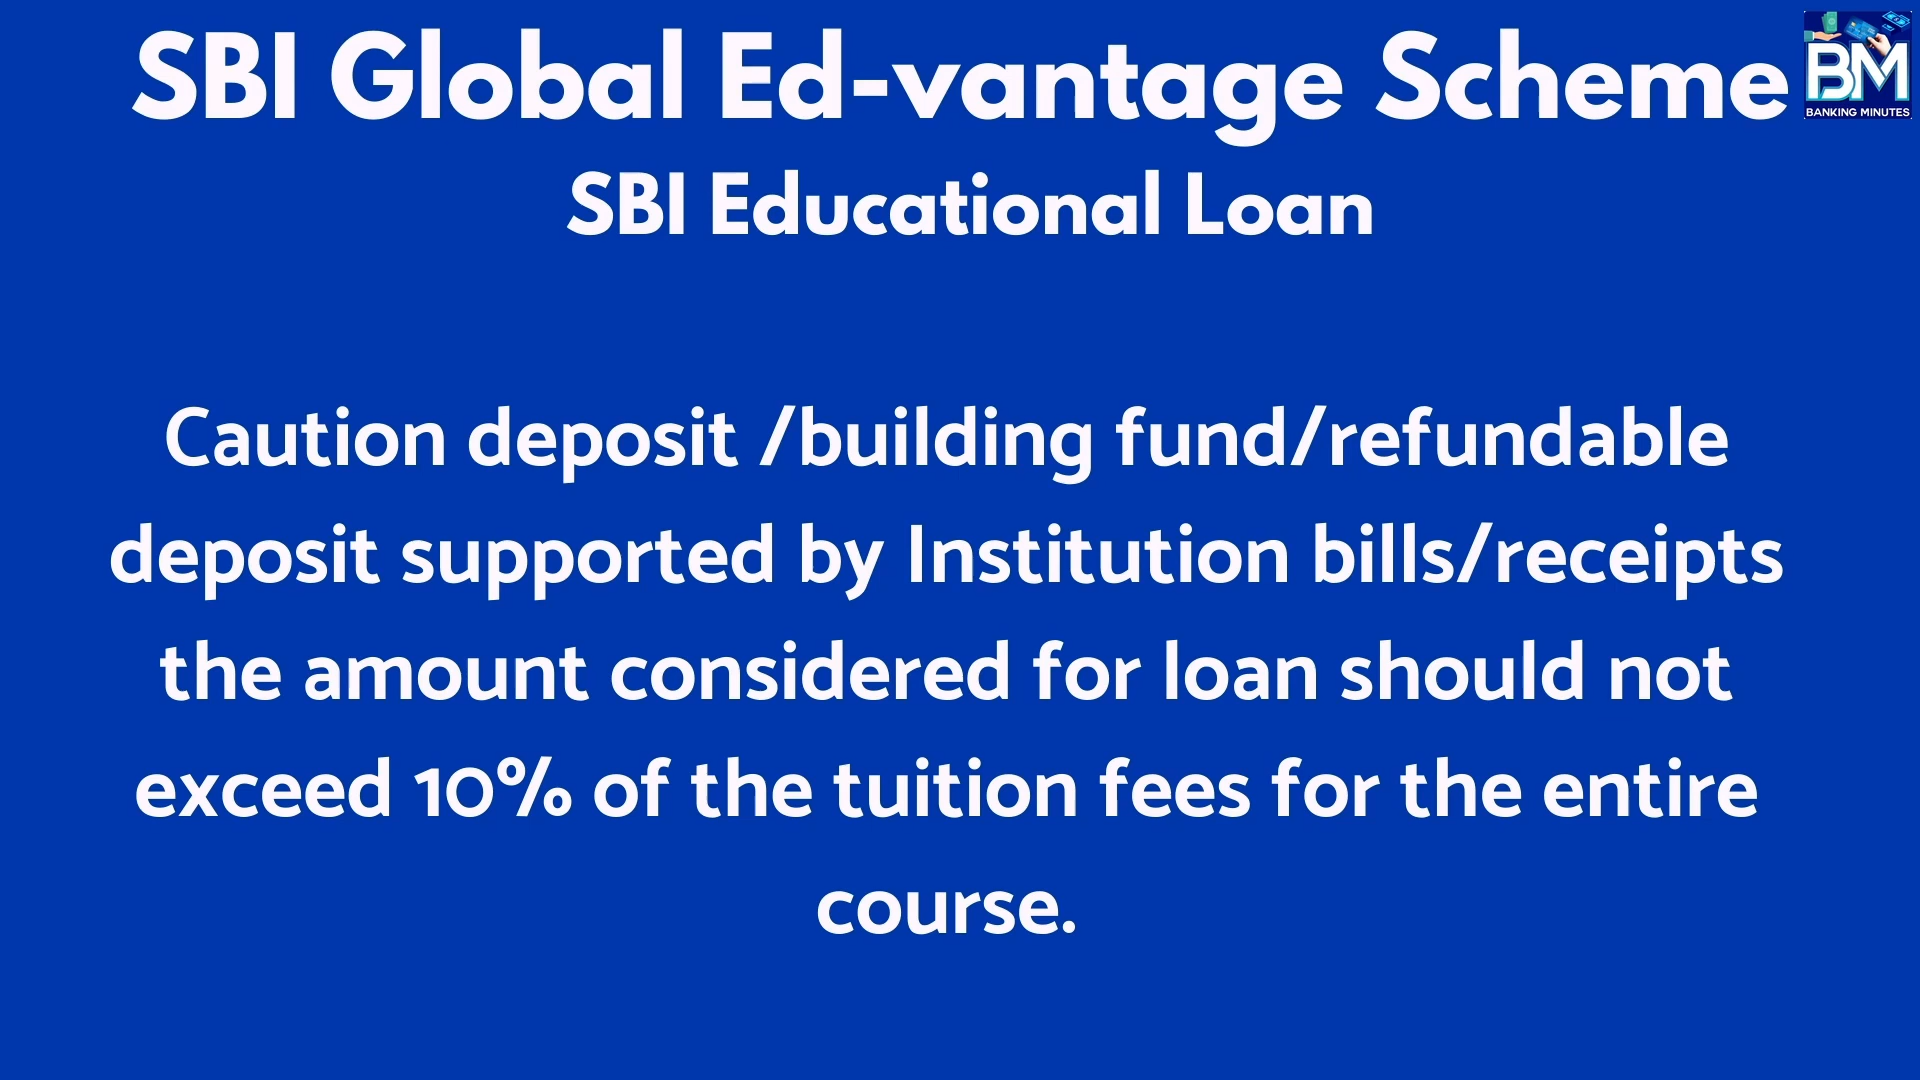 SBI Global Ed-vantage Scheme
BM
BANKING MINUTES
SBI Educational Loan
Caution deposit /building fund/refundable
deposit supported by Institution bills/receipts
the amount considered for loan should not
exceed 10% of the tuition fees for the entire
course.